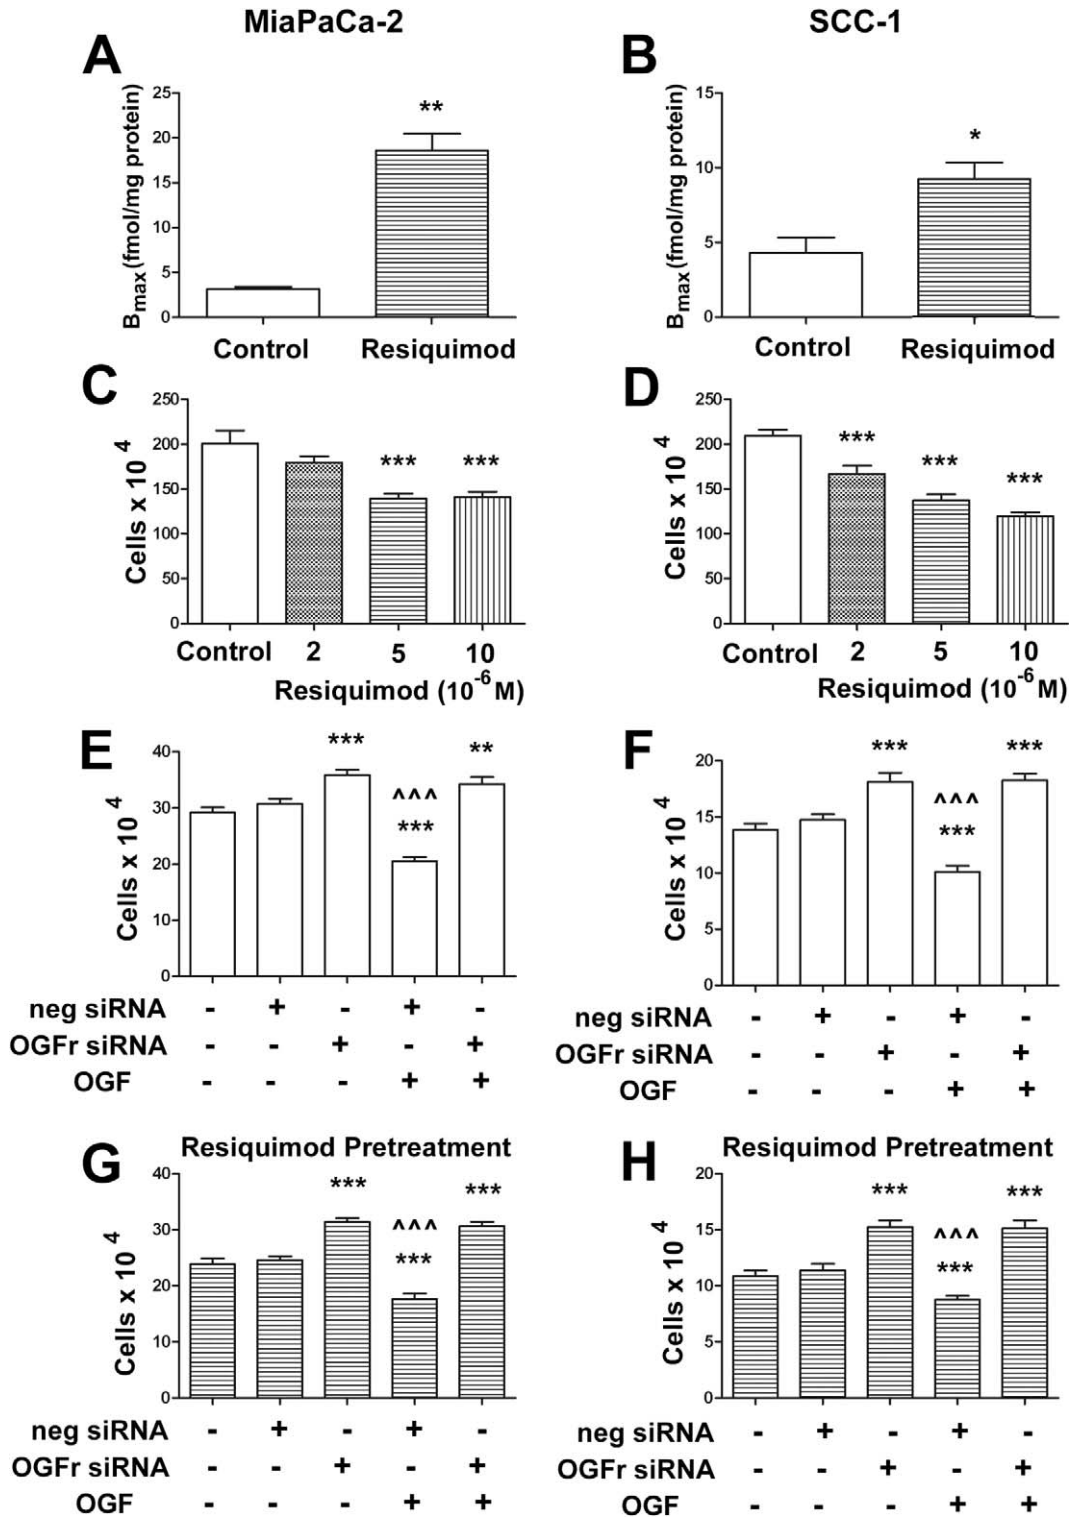 MiaPaCa-2
SCC-1
A
B
B max (fmol/mg protein)
25
20
15
10
5
0
**
Control
Resiquimod
B max (fmol/mg protein)
15
10
5
0
*
Control
Resiquimod
C
D
Cells x 10 4
250
200
150
100
50
0
*** ***
Control 2 5 10
Resiquimod (10 -6 M)
Cells x 10 4
250
200
150
100
50
0
*** *** ***
Control 2 5 10
Resiquimod (10 -6 M)
E
F
Cells x 10 4
40
30
20
10
0
*** **
^^^
***
neg siRNA - + - + -
OGFr siRNA - - + - +
OGF - - - + +
Cells x 10 4
20
15
10
5
0
*** ***
^^^
***
neg siRNA - + - + -
OGFr siRNA - - + - +
OGF - - - + +
G
Resiquimod Pretreatment
Cells x 10 4
40
30
20
10
0
*** ***
^^^
***
neg siRNA - + - + -
OGFr siRNA - - + - +
OGF - - - + +
H
Resiquimod Pretreatment
Cells x 10 4
20
15
10
5
0
*** ***
^^^
***
neg siRNA - + - + -
OGFr siRNA - - + - +
OGF - - - + +